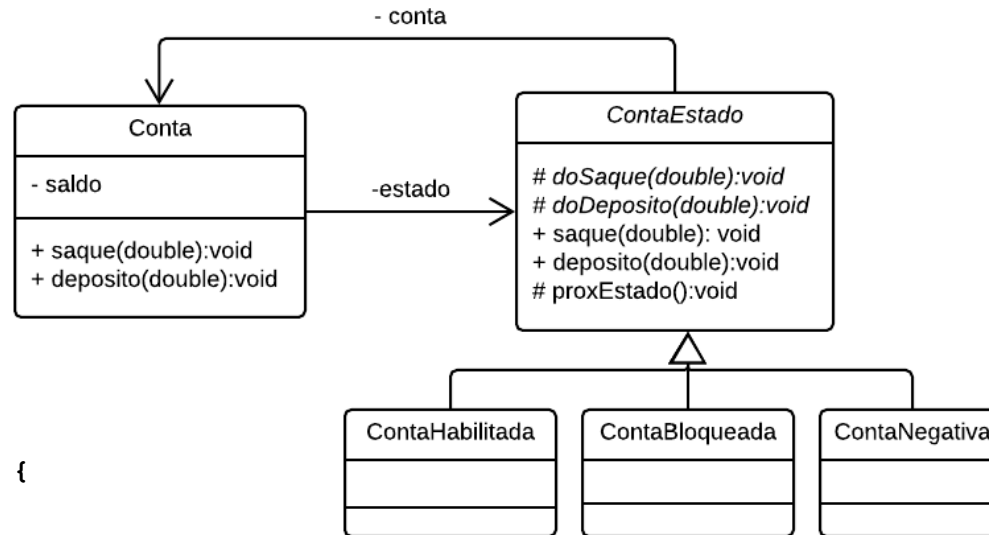 - conta
Conta
- saldo
+ saque(double):void
+ deposito(double):void
-estado
ContaEstado
# doSaque(double):void
# doDeposito(double):void
+ saque(double): void
+ deposito(double):void
# proxEstado():void
ContaHabilitada
ContaBloqueada
ContaNegativa
{